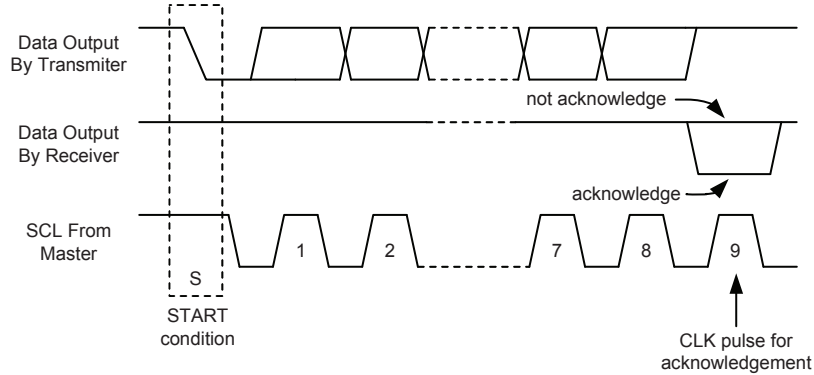 Data Output
By Transmiter
not acknowledge
Data Output
By Receiver
acknowledge
SCL From
Master
1
2
7
8
9
S
START
condition
CLK pulse for
acknowledgement